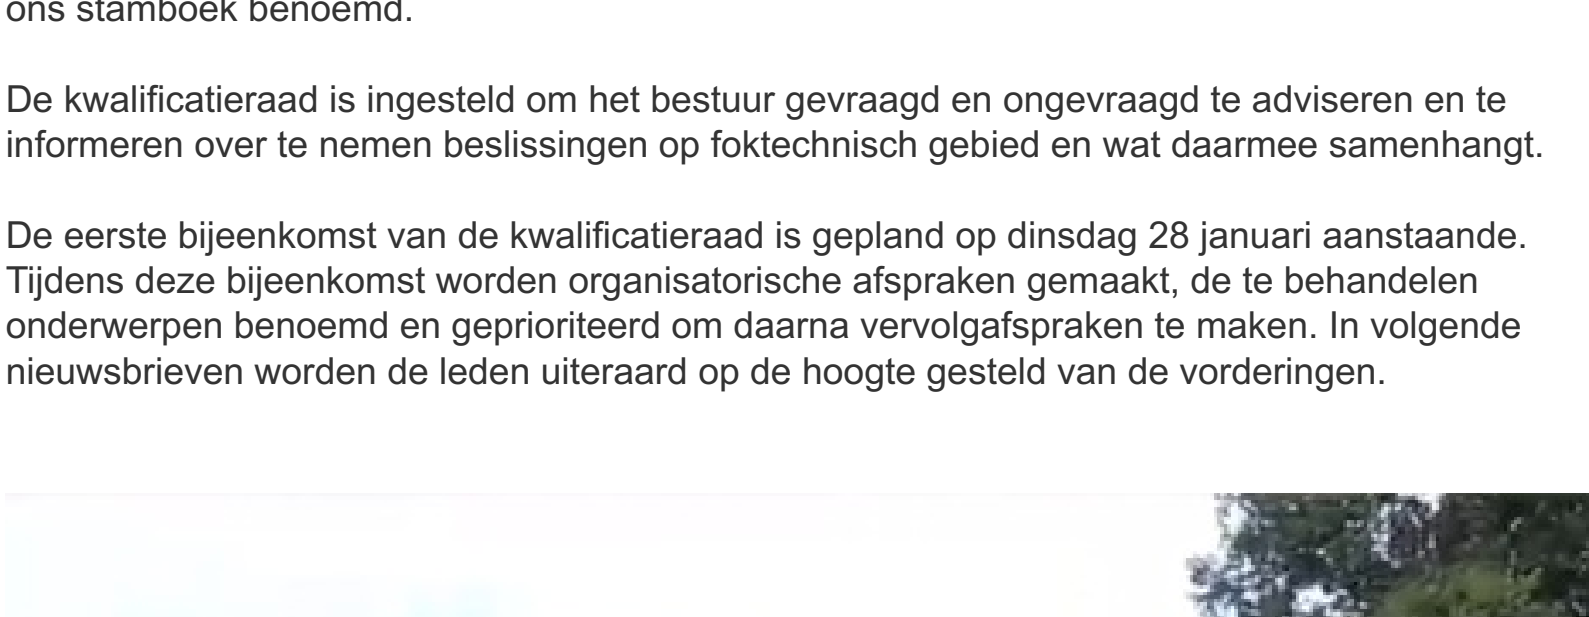 ons stamboek benoemd.
De kwalificatieraad is ingesteld om het bestuur gevraagd en ongevraagd te adviseren en te
informeren over te nemen beslissingen op foktechnisch gebied en wat daarmee samenhangt.
De eerste bijeenkomst van de kwalificatieraad is gepland op dinsdag 28 januari aanstaande.
Tijdens deze bijeenkomst worden organisatorische afspraken gemaakt, de te behandelen
onderwerpen benoemd en geprioriteerd om daarna vervolgafspraken te maken. In volgende
nieuwsbrieven worden de leden uiteraard op de hoogte gesteld van de vorderingen.